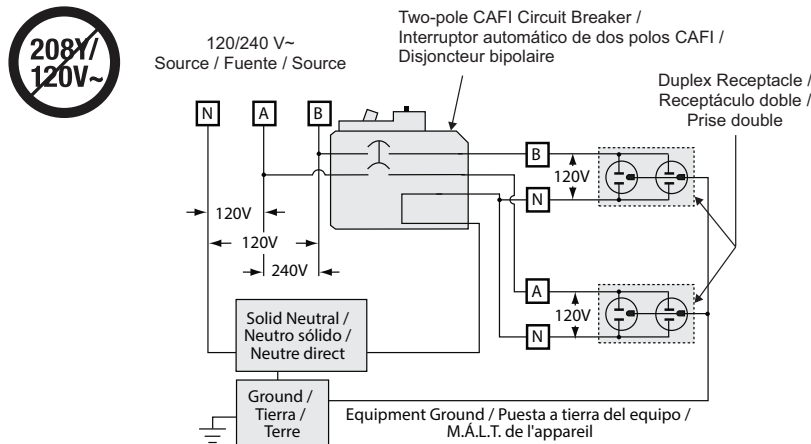 208Y/
120V~
120/240 V~
Source / Fuente / Source
Two-pole CAFI Circuit Breaker /
Interruptor automático de dos polos CAFI /
Disjoncteur bipolaire
Duplex Receptacle /
Receptáculo doble /
Prise double
N
A
B
B
120V
N
120V
120V
240V
A
120V
N
Solid Neutral /
Neutro sólido /
Neutre direct
Ground /
Tierra /
Terre
Equipment Ground / Puesta a tierra del equipo /
M.Á.L.T. de l'appareil